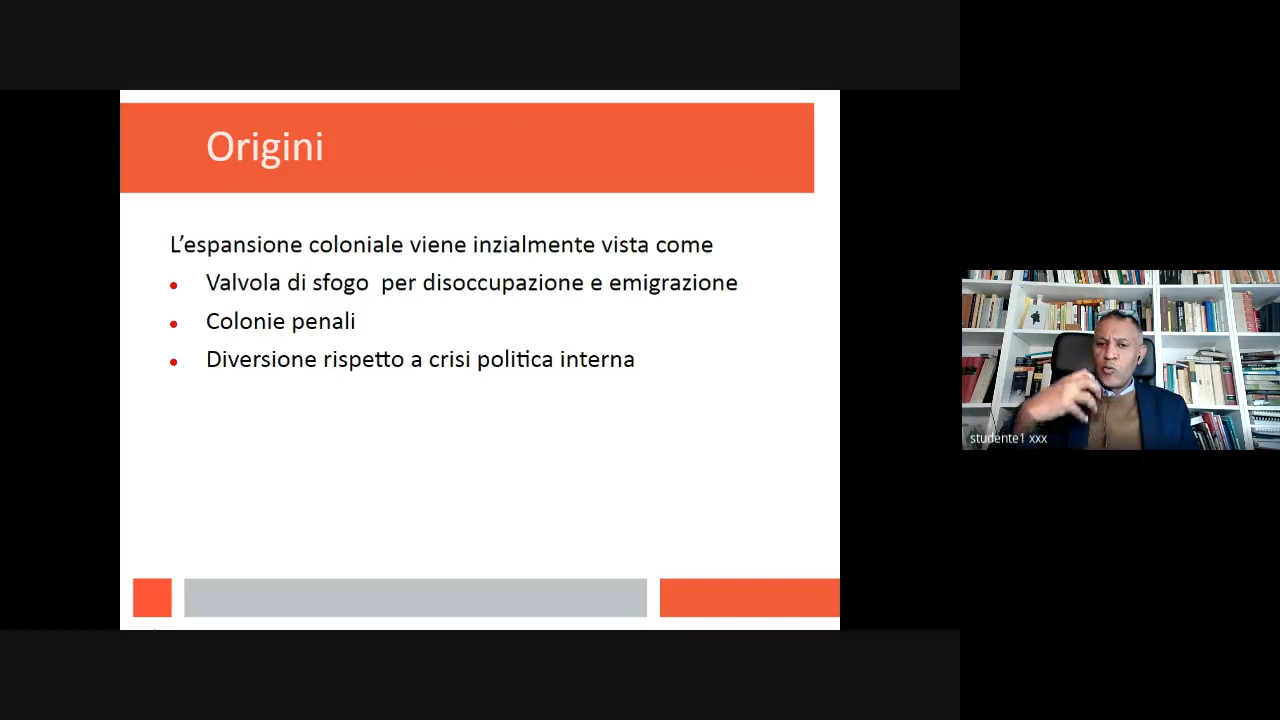 Origini
L'espansione coloniale viene inzialmente vista come
Valvola di sfogo per disoccupazione e emigrazione
Colonie penali
Diversione rispetto a crisi politica interna
studente1 xxx